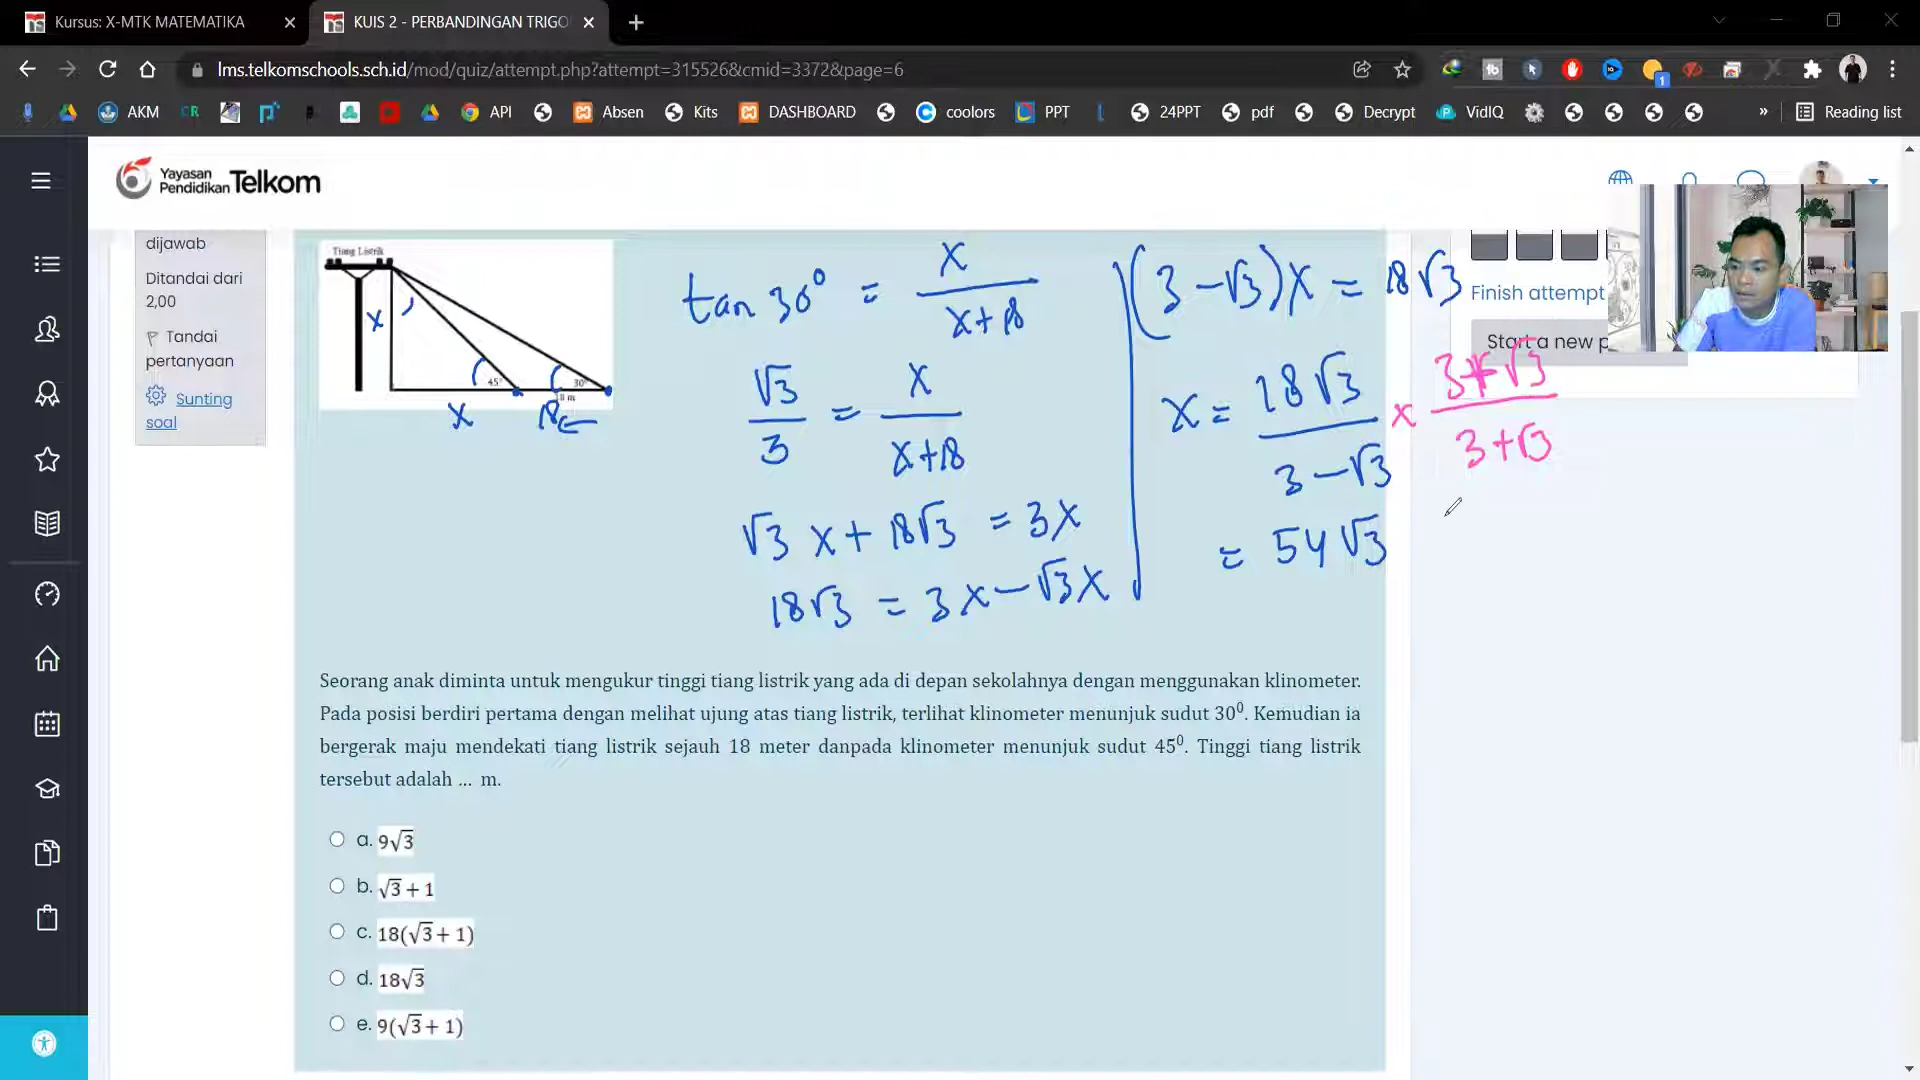 Kursus: X-MTK MATEMATIKA
KUIS 2 - PERBANDINGAN TRIGO
lms.telkomschools.sch.id/mod/quiz/attempt.php?attempt=315526&cmid=3372&page=6
AKM
CR
API
Absen
Kits
DASHBOARD
coolors
PPT
24PPT
pdf
Decrypt
VidIQ
»
Reading list
Yayasan
Pendidikan Telkom
dijawab
Ditandai dari
2,00
Tandai
pertanyaan
Sunting
soal
Tiang Listrik
x
45°
30°
8 m
x
18
tan 30° = x / x+18
√3 / 3 = x / x+18
√3 x + 18√3 = 3x
18√3 = 3x − √3x
(3 − √3)x = 18√3
x = 18√3 / 3 − √3 x 3+√3 / 3+√3
= 54√3
Finish attempt
Start a new p
Seorang anak diminta untuk mengukur tinggi tiang listrik yang ada di depan sekolahnya dengan menggunakan klinometer.
Pada posisi berdiri pertama dengan melihat ujung atas tiang listrik, terlihat klinometer menunjuk sudut 30⁰. Kemudian ia
bergerak maju mendekati tiang listrik sejauh 18 meter danpada klinometer menunjuk sudut 45⁰. Tinggi tiang listrik
tersebut adalah ... m.
a. 9√3
b. √3 + 1
c. 18(√3 + 1)
d. 18√3
e. 9(√3 + 1)